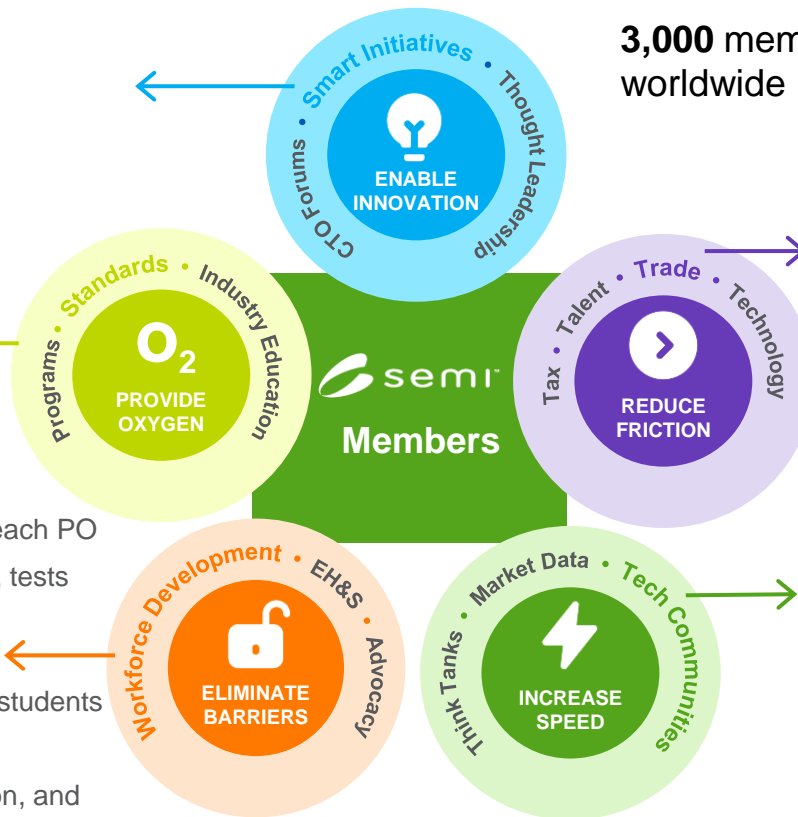 3,000 mem
worldwide
CTO Forums • Smart Initiatives • Thought Leadership
ENABLE
INNOVATION
Programs • Standards • Industry Education
O2
PROVIDE
OXYGEN
semi™
Members
Tax • Talent • Trade • Technology
REDUCE
FRICTION
each PO
tests
students
on, and
Workforce Development • EH&S • Advocacy
ELIMINATE
BARRIERS
Think Tanks • Market Data • Tech Communities
INCREASE
SPEED